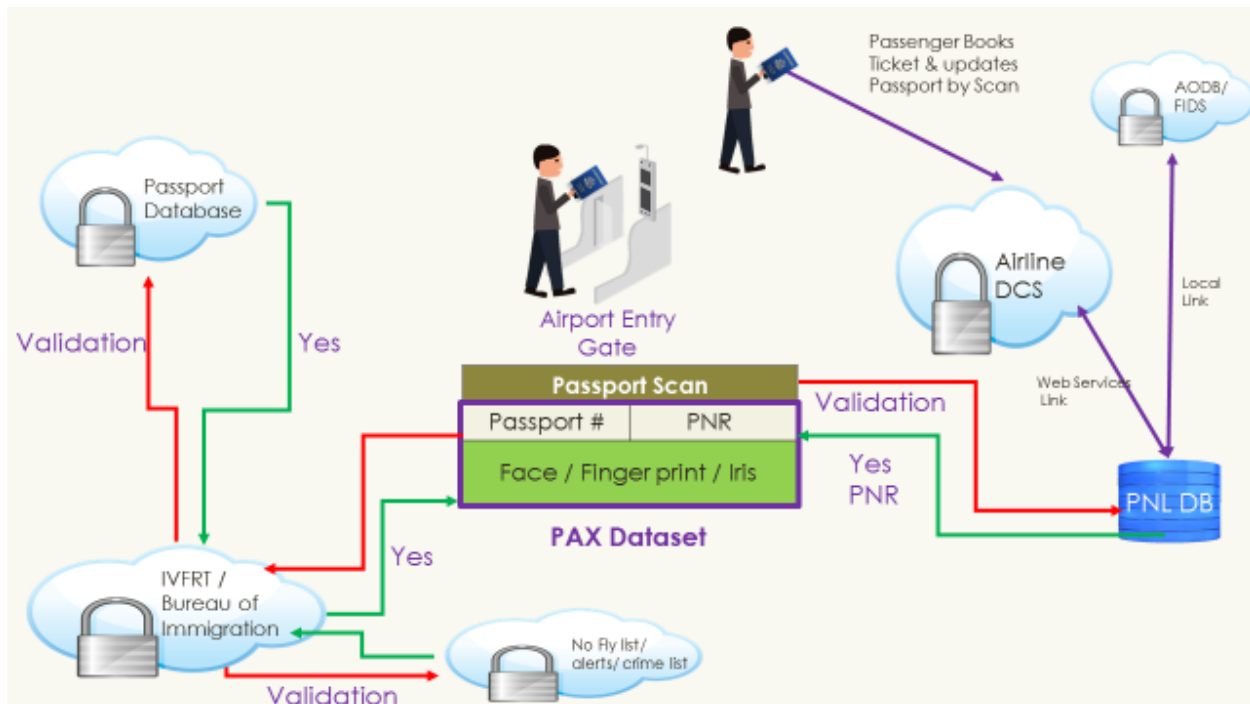 Passenger Books
Ticket & updates
Passport by Scan
AODB/
FIDS
Passport
Database
Airline
DCS
Local
Link
Validation
Yes
Airport Entry
Gate
Web Services
Link
Passport Scan
Passport #
PNR
Face / Finger print / Iris
PAX Dataset
Validation
Yes
PNR
PNL DB
Yes
IVFRT /
Bureau of
Immigration
No Fly list/
alerts/ crime list
Validation